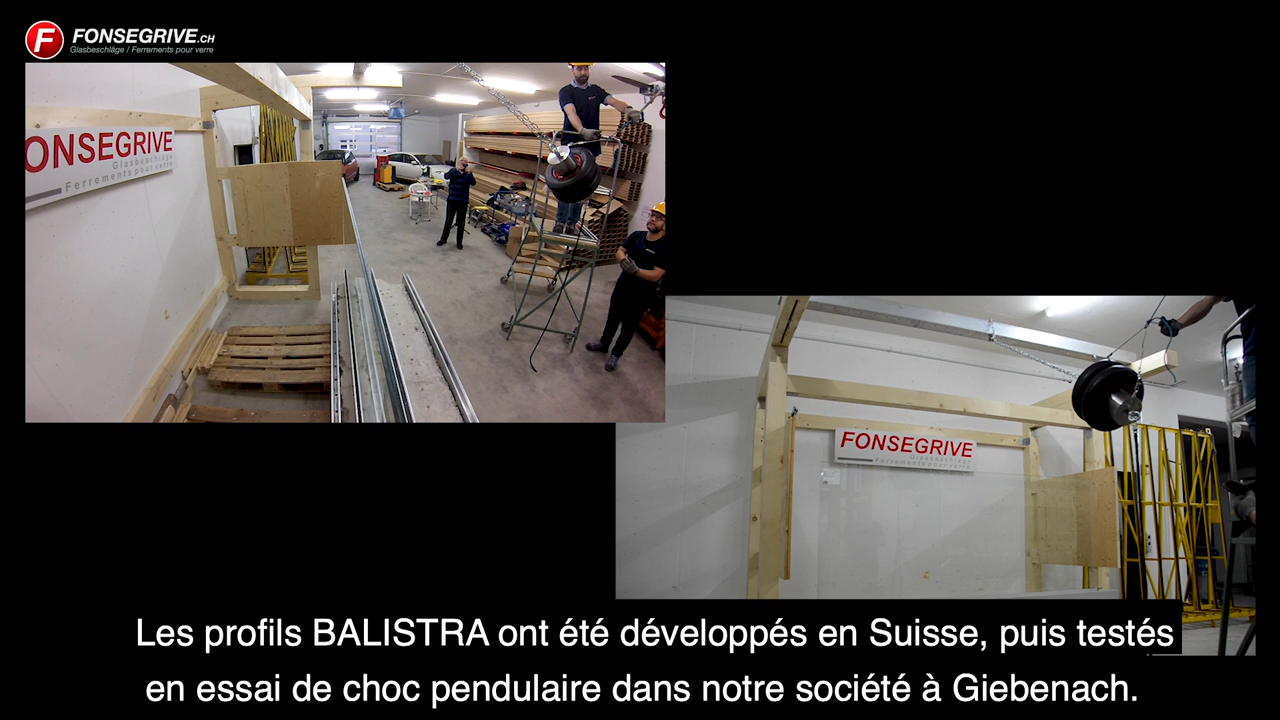 F FONSEGRIVE.CH
Glasbeschläge / Ferrements pour verre
ONSEGRIVE
Glasbeschläge
Ferrements pour verre
FONSEGRIVE
Glasbeschläge
Ferrements pour verre
Les profils BALISTRA ont été développés en Suisse, puis testés
en essai de choc pendulaire dans notre société à Giebenach.